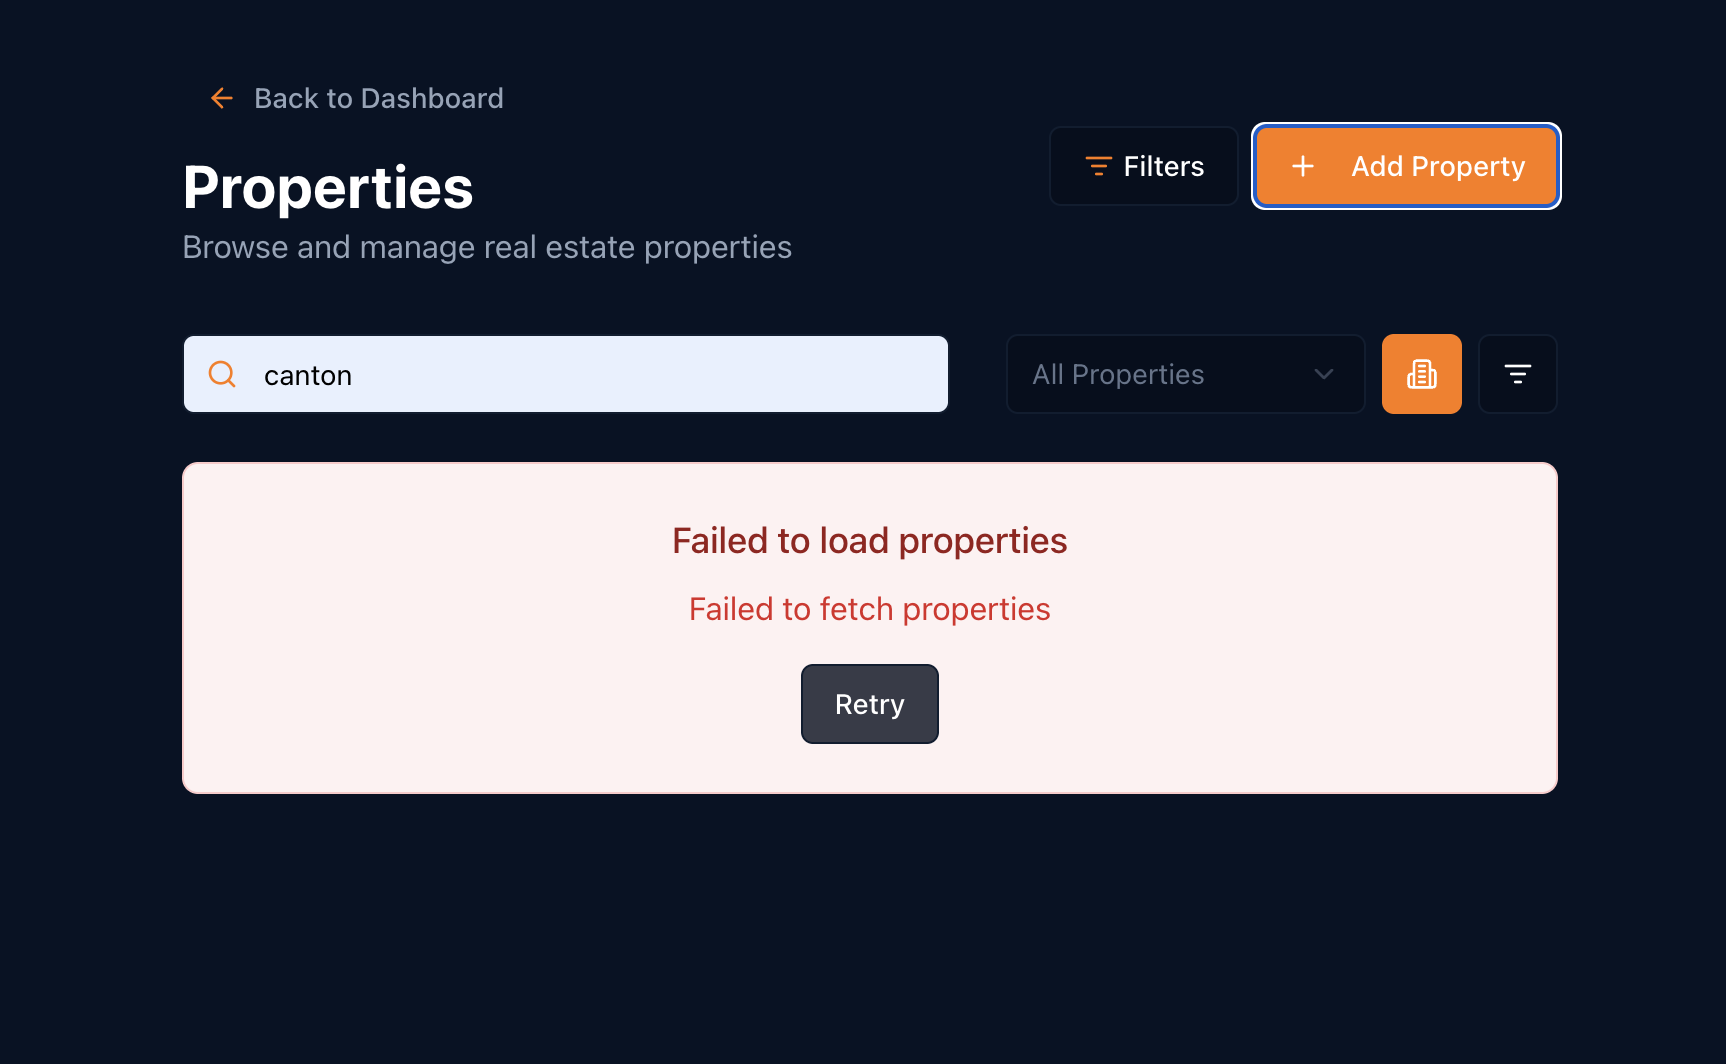 Back to Dashboard
Properties
Browse and manage real estate properties
Filters
Add Property
canton
All Properties
Failed to load properties
Failed to fetch properties
Retry